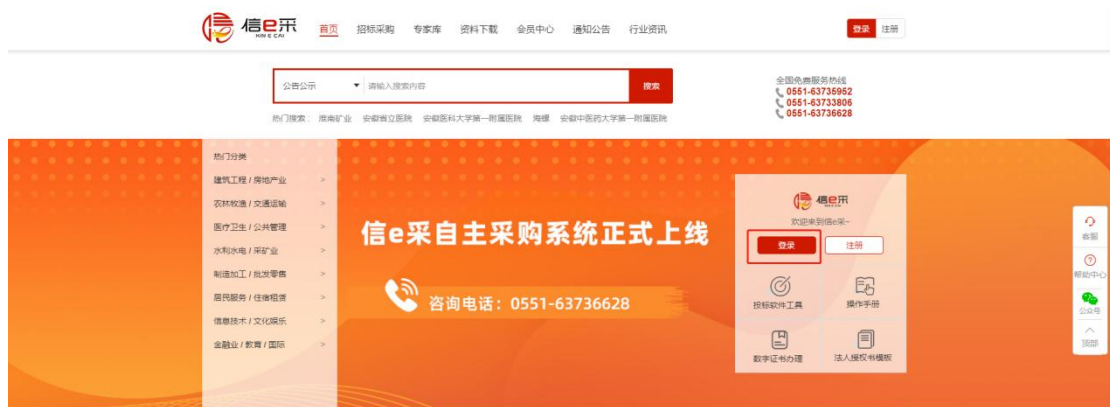 信e采 首页 招标采购 专家库 资料下载 会员中心 通知公告 行业资讯 登录 注册
XIN E CAI
公告公示 请输入搜索内容 搜索
热门搜索： 淮南矿业 安徽省立医院 安徽医科大学第一附属医院 海螺 安徽中医药大学第一附属医院
全国免费服务热线
0551-63735952
0551-63733806
0551-63736628
热门分类
建筑工程 / 房地产业 >
农林牧渔 / 交通运输 >
医疗卫生 / 公共管理 >
水利水电 / 采矿业 >
制造加工 / 批发零售 >
居民服务 / 住宿租赁 >
信息技术 / 文化娱乐 >
金融业 / 教育 / 国际 >
信e采自主采购系统正式上线
咨询电话：0551-63736628
信e采
欢迎来到信e采~
登录 注册
投标软件工具 操作手册
数字证书办理 法人授权书模板
客服
帮助中心
公众号
顶部